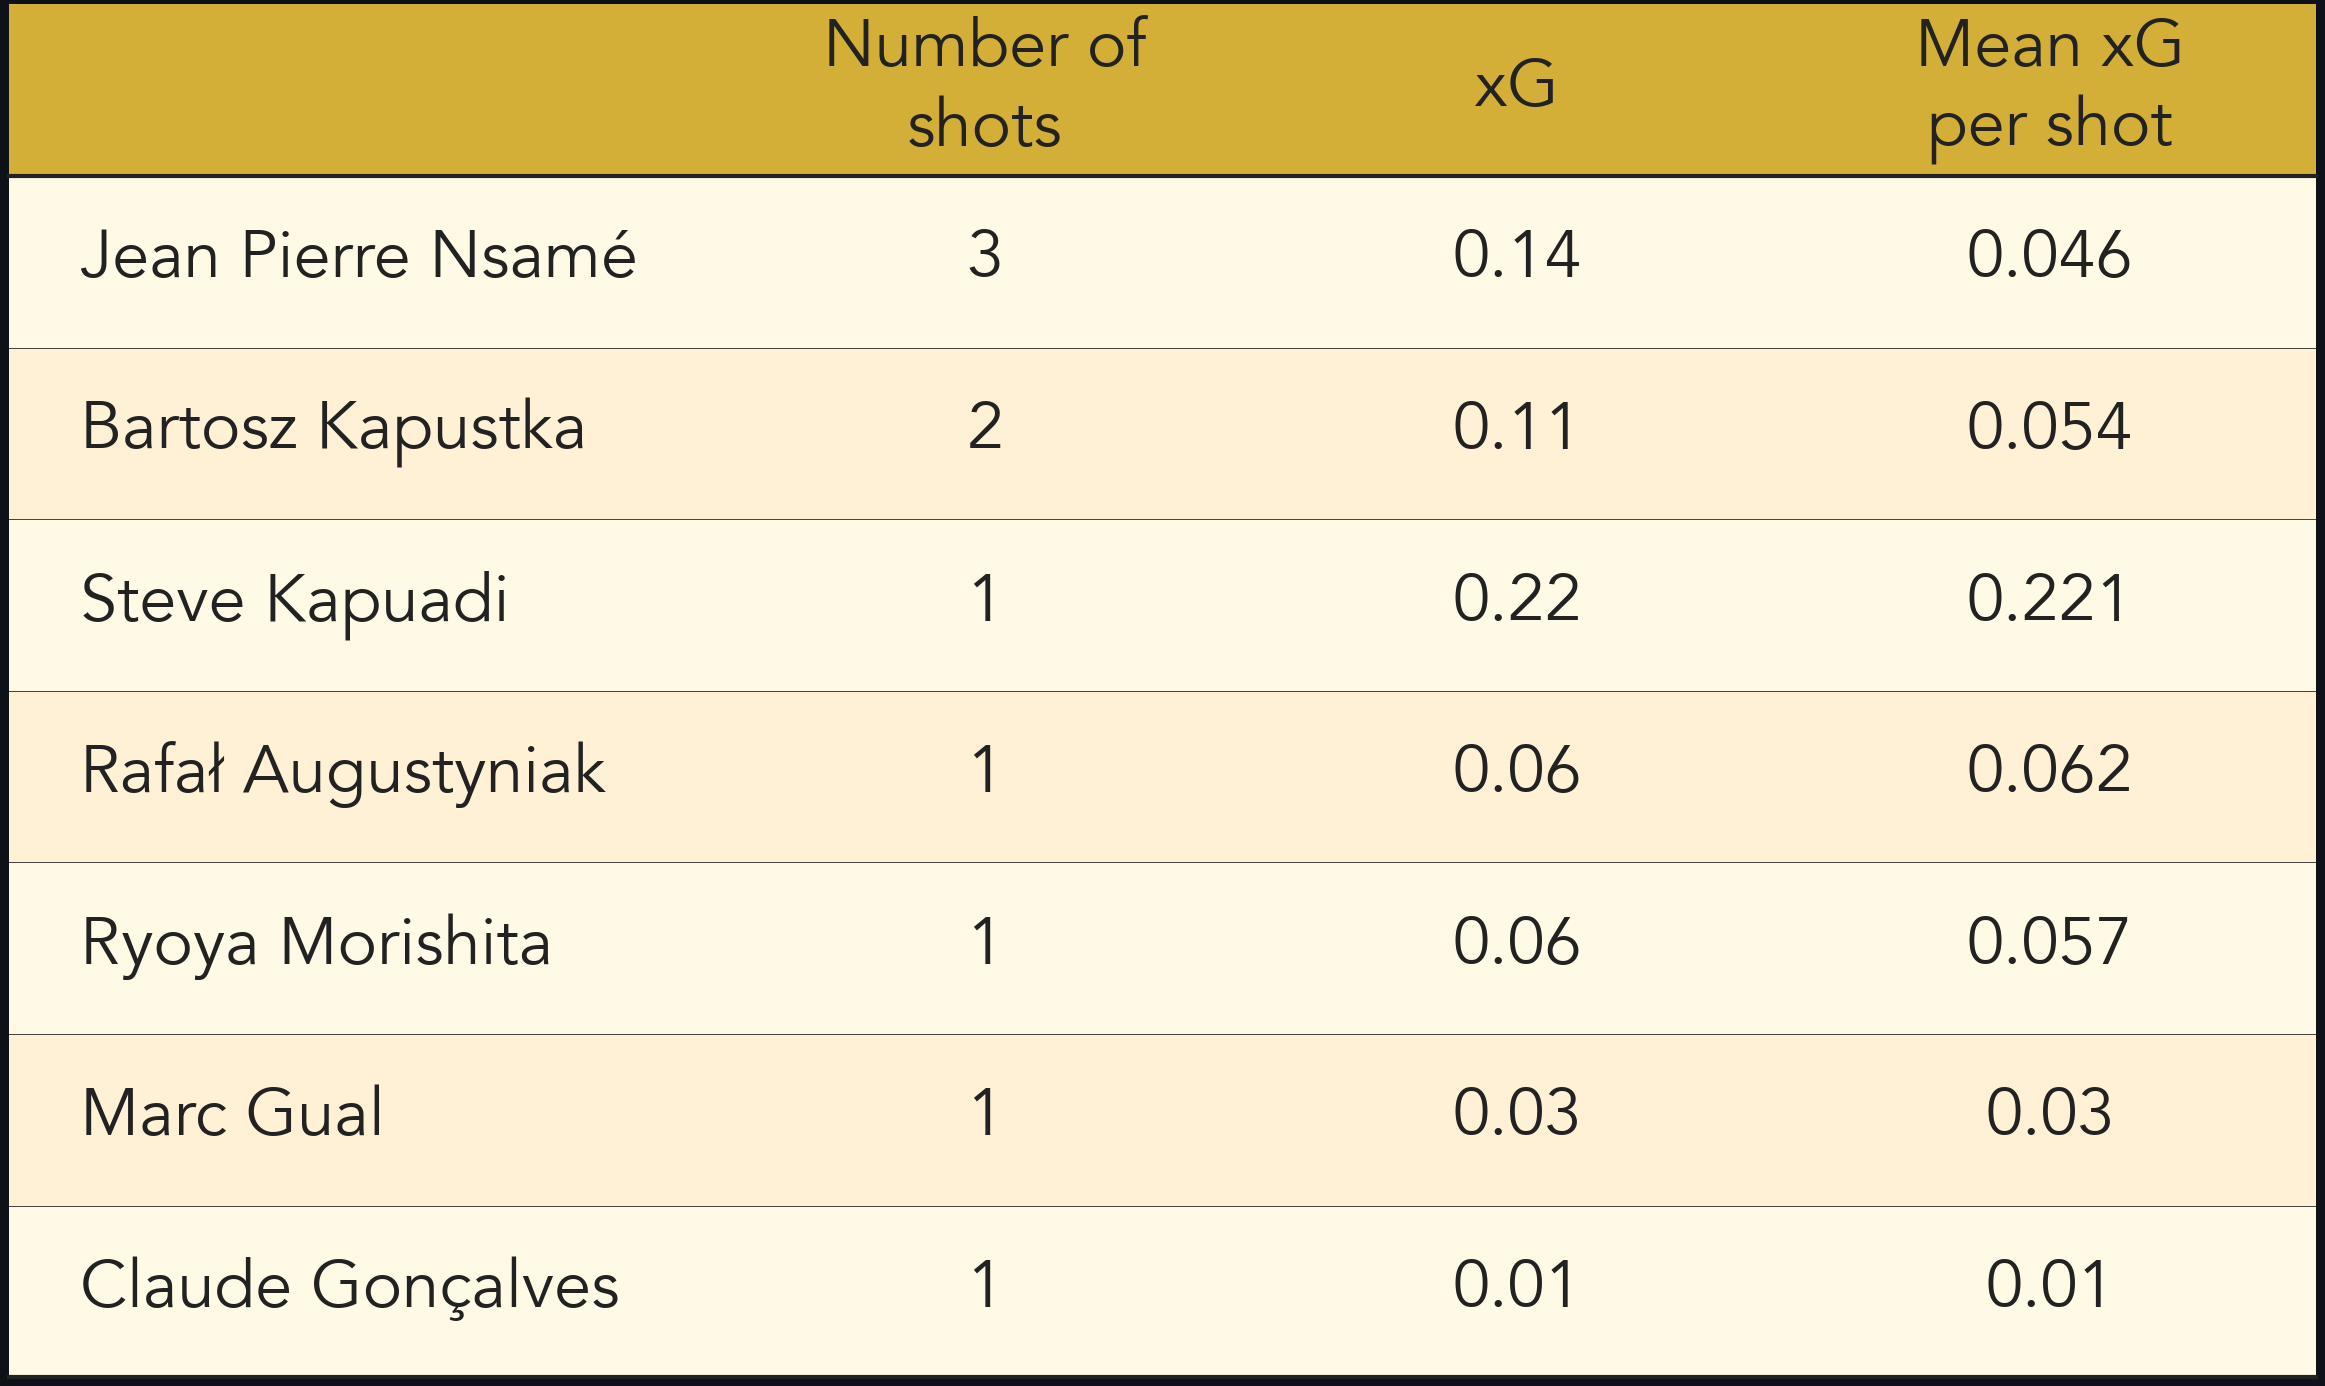 Number of shots xG Mean xG per shot
Jean Pierre Nsamé 3 0.14 0.046
Bartosz Kapustka 2 0.11 0.054
Steve Kapuadi 1 0.22 0.221
Rafał Augustyniak 1 0.06 0.062
Ryoya Morishita 1 0.06 0.057
Marc Gual 1 0.03 0.03
Claude Gonçalves 1 0.01 0.01